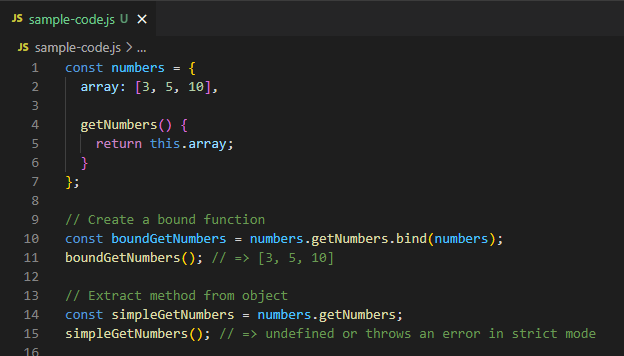 JS sample-code.js U ×
JS sample-code.js > ...
1 const numbers = {
2   array: [3, 5, 10],
3
4   getNumbers() {
5     return this.array;
6   }
7 };
8
9 // Create a bound function
10 const boundGetNumbers = numbers.getNumbers.bind(numbers);
11 boundGetNumbers(); // => [3, 5, 10]
12
13 // Extract method from object
14 const simpleGetNumbers = numbers.getNumbers;
15 simpleGetNumbers(); // => undefined or throws an error in strict mode
16